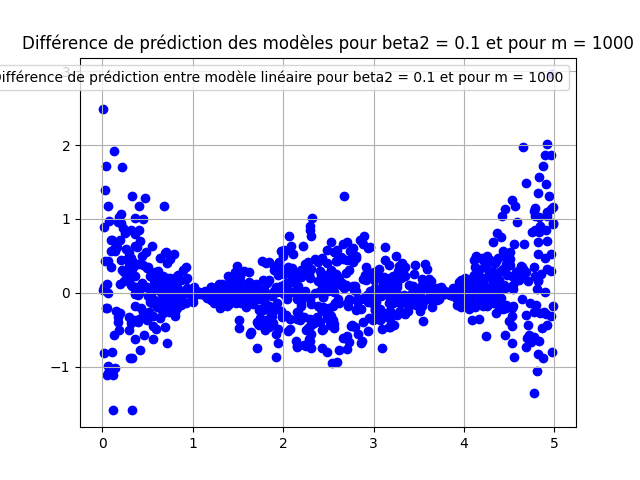 Différence de prédiction des modèles pour beta2 = 0.1 et pour m = 1000
3
ifférence de prédiction entre modèle linéaire pour beta2 = 0.1 et pour m = 1000
2
1
0
−1
0 1 2 3 4 5